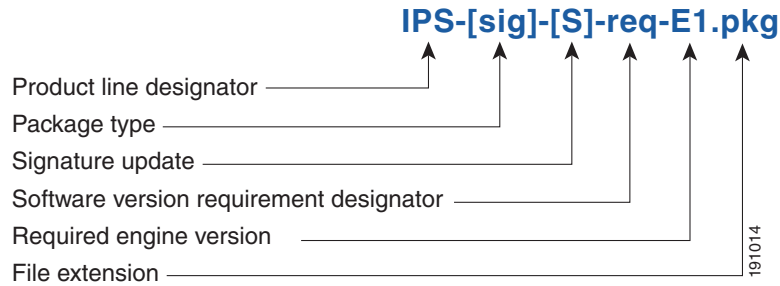 IPS-[sig]-[S]-req-E1.pkg
Product line designator
Package type
Signature update
Software version requirement designator
Required engine version
File extension
191014